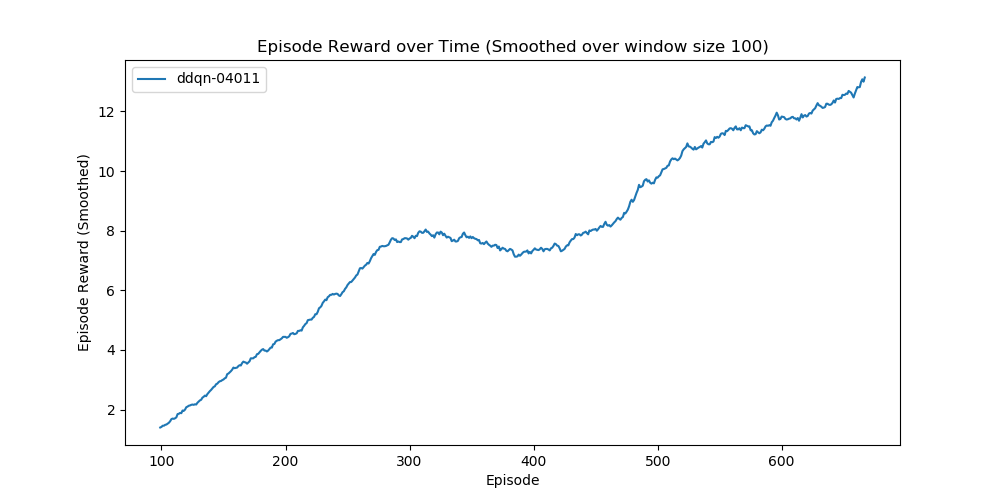 Episode Reward over Time (Smoothed over window size 100)
ddqn-04011
12
10
8
6
4
2
Episode Reward (Smoothed)
100 200 300 400 500 600
Episode